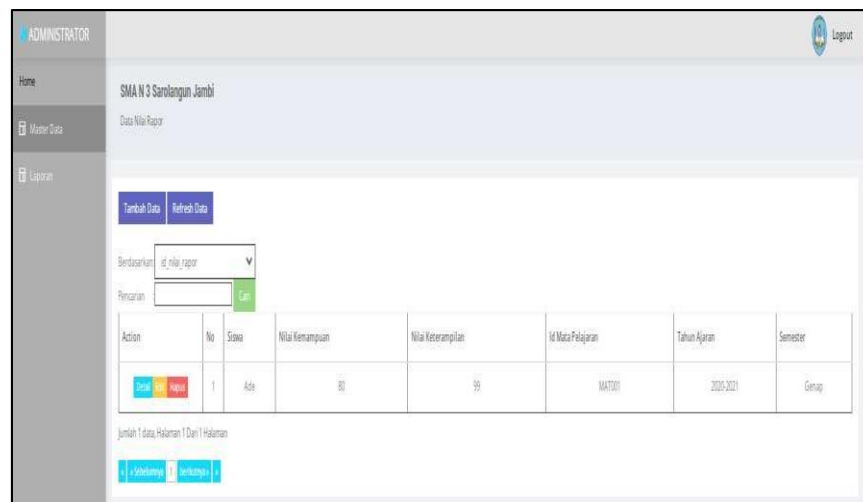 ADMINISTRATOR
Logout
Home
Master Data
Laporan
SMA N 3 Sarolangun Jambi
Data Nilai Rapor
Tambah Data Refresh Data
Berdasarkan: id_nilai_rapor
Pencarian : Cari
Action No Siswa Nilai Kemampuan Nilai Keterampilan Id Mata Pelajaran Tahun Ajaran Semester
Detail Edit Hapus 1 Ade 80 99 MAT001 2020-2021 Genap
Jumlah 1 data, Halaman 1 Dari 1 Halaman
« « Sebelumnya 1 berikutnya » »